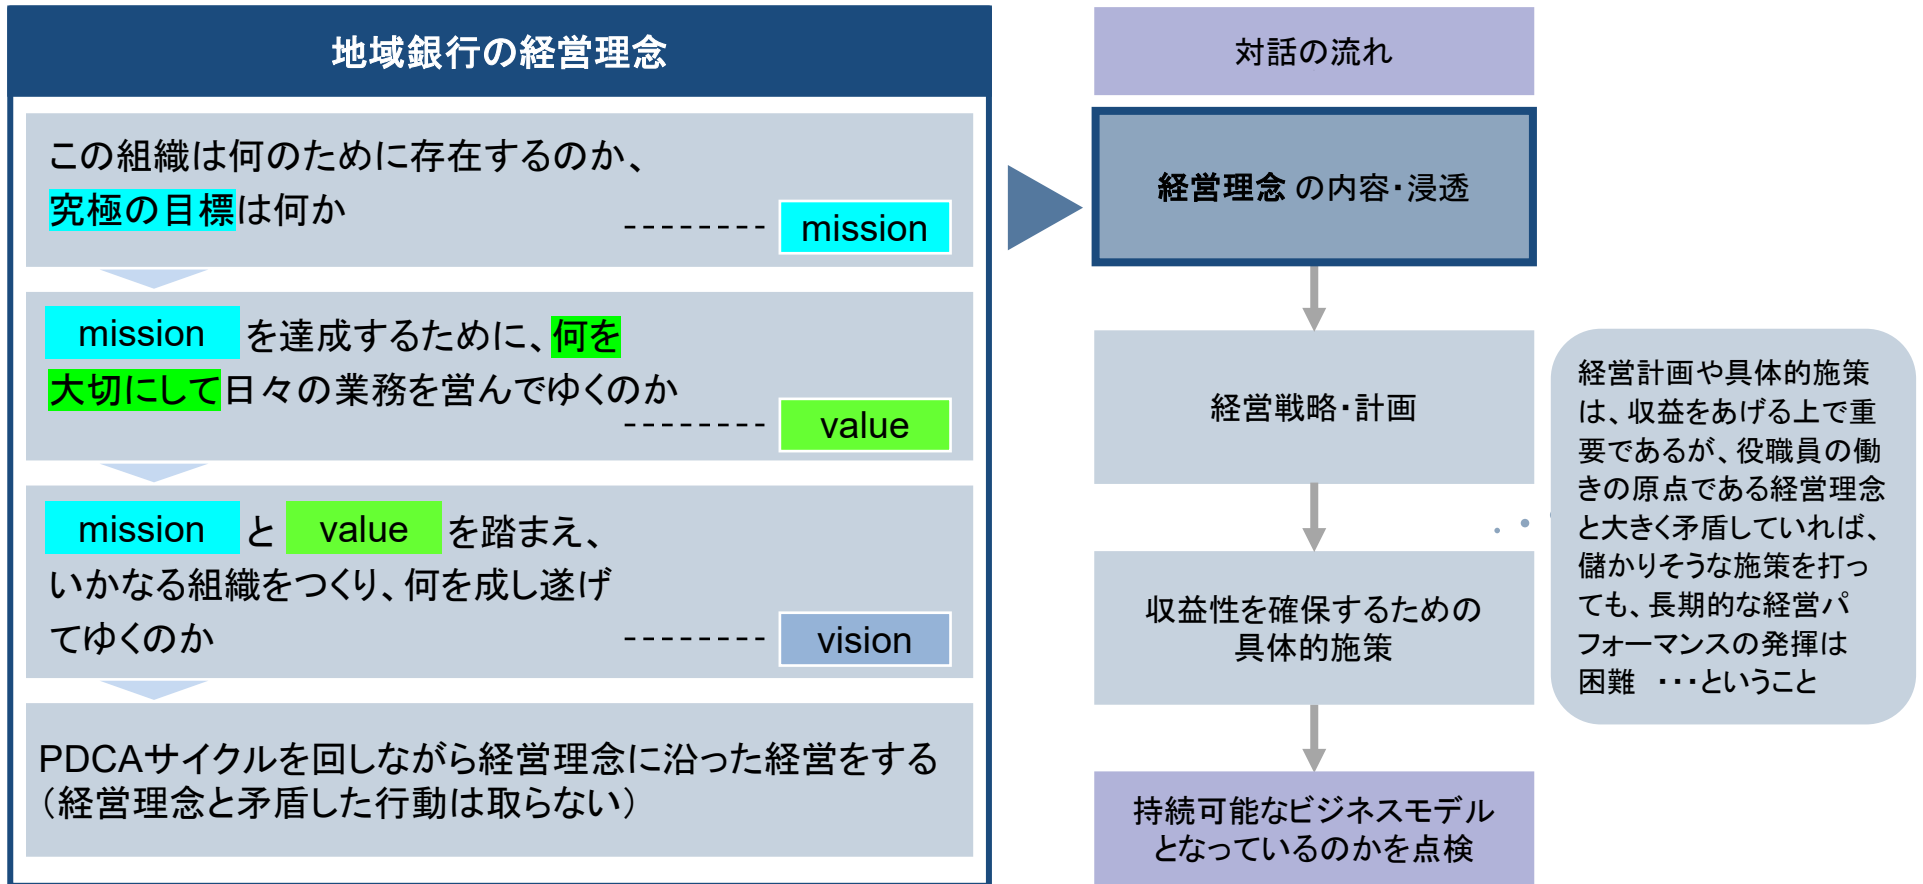 地域銀行の経営理念
この組織は何のために存在するのか、
究極の目標は何か
-------- mission
mission を達成するために、何を
大切にして日々の業務を営んでゆくのか
-------- value
mission と value を踏まえ、
いかなる組織をつくり、何を成し遂げ
てゆくのか
-------- vision
PDCAサイクルを回しながら経営理念に沿った経営をする
（経営理念と矛盾した行動は取らない）
対話の流れ
経営理念 の内容・浸透
経営戦略・計画
収益性を確保するための
具体的施策
持続可能なビジネスモデル
となっているのかを点検
経営計画や具体的施策
は、収益をあげる上で重
要であるが、役職員の働
きの原点である経営理念
と大きく矛盾していれば、
儲かりそうな施策を打っ
ても、長期的な経営パ
フォーマンスの発揮は
困難　・・・ということ